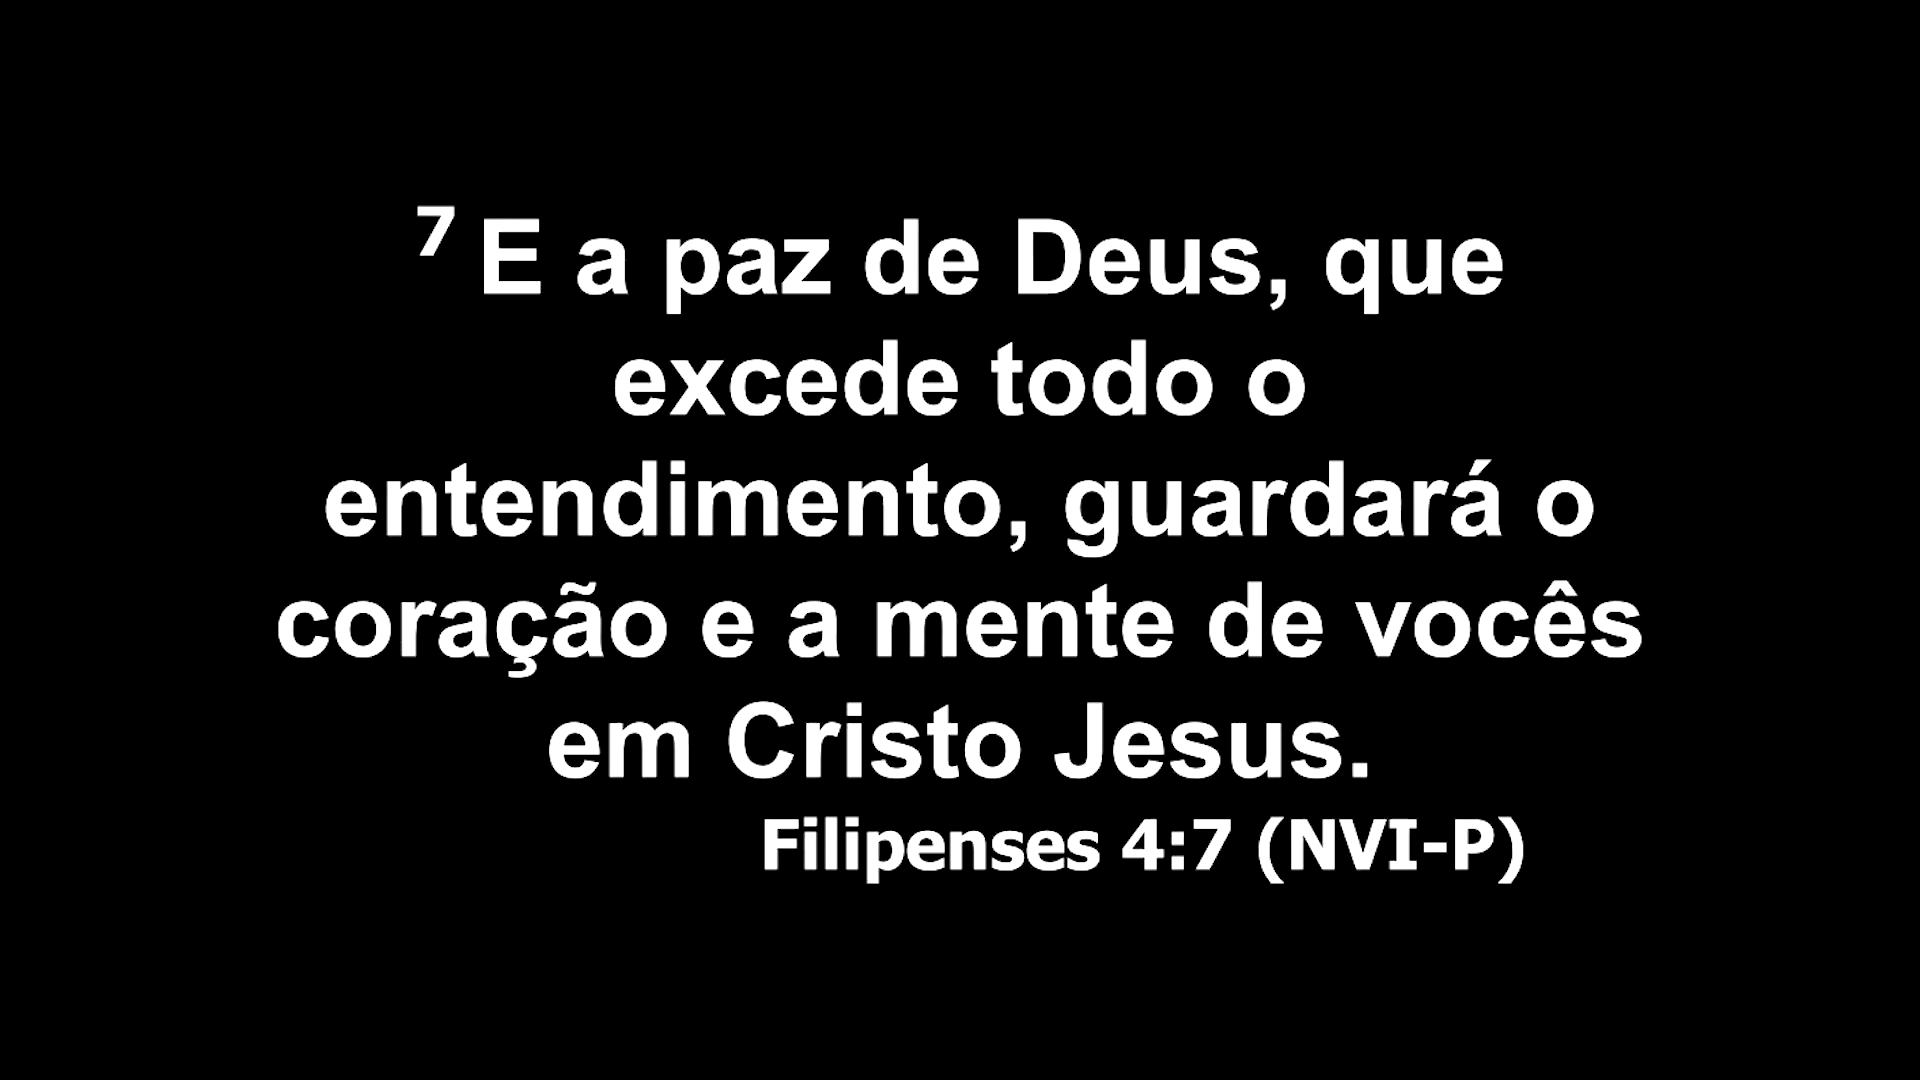 7 E a paz de Deus, que
excede todo o
entendimento, guardará o
coração e a mente de vocês
em Cristo Jesus.
Filipenses 4:7 (NVI-P)